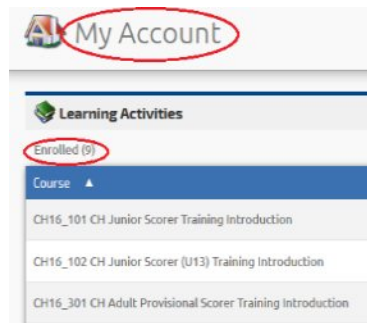 My Account
Learning Activities
Enrolled (9)
Course ▲
CH16_101 CH Junior Scorer Training Introduction
CH16_102 CH Junior Scorer (U13) Training Introduction
CH16_301 CH Adult Provisional Scorer Training Introduction